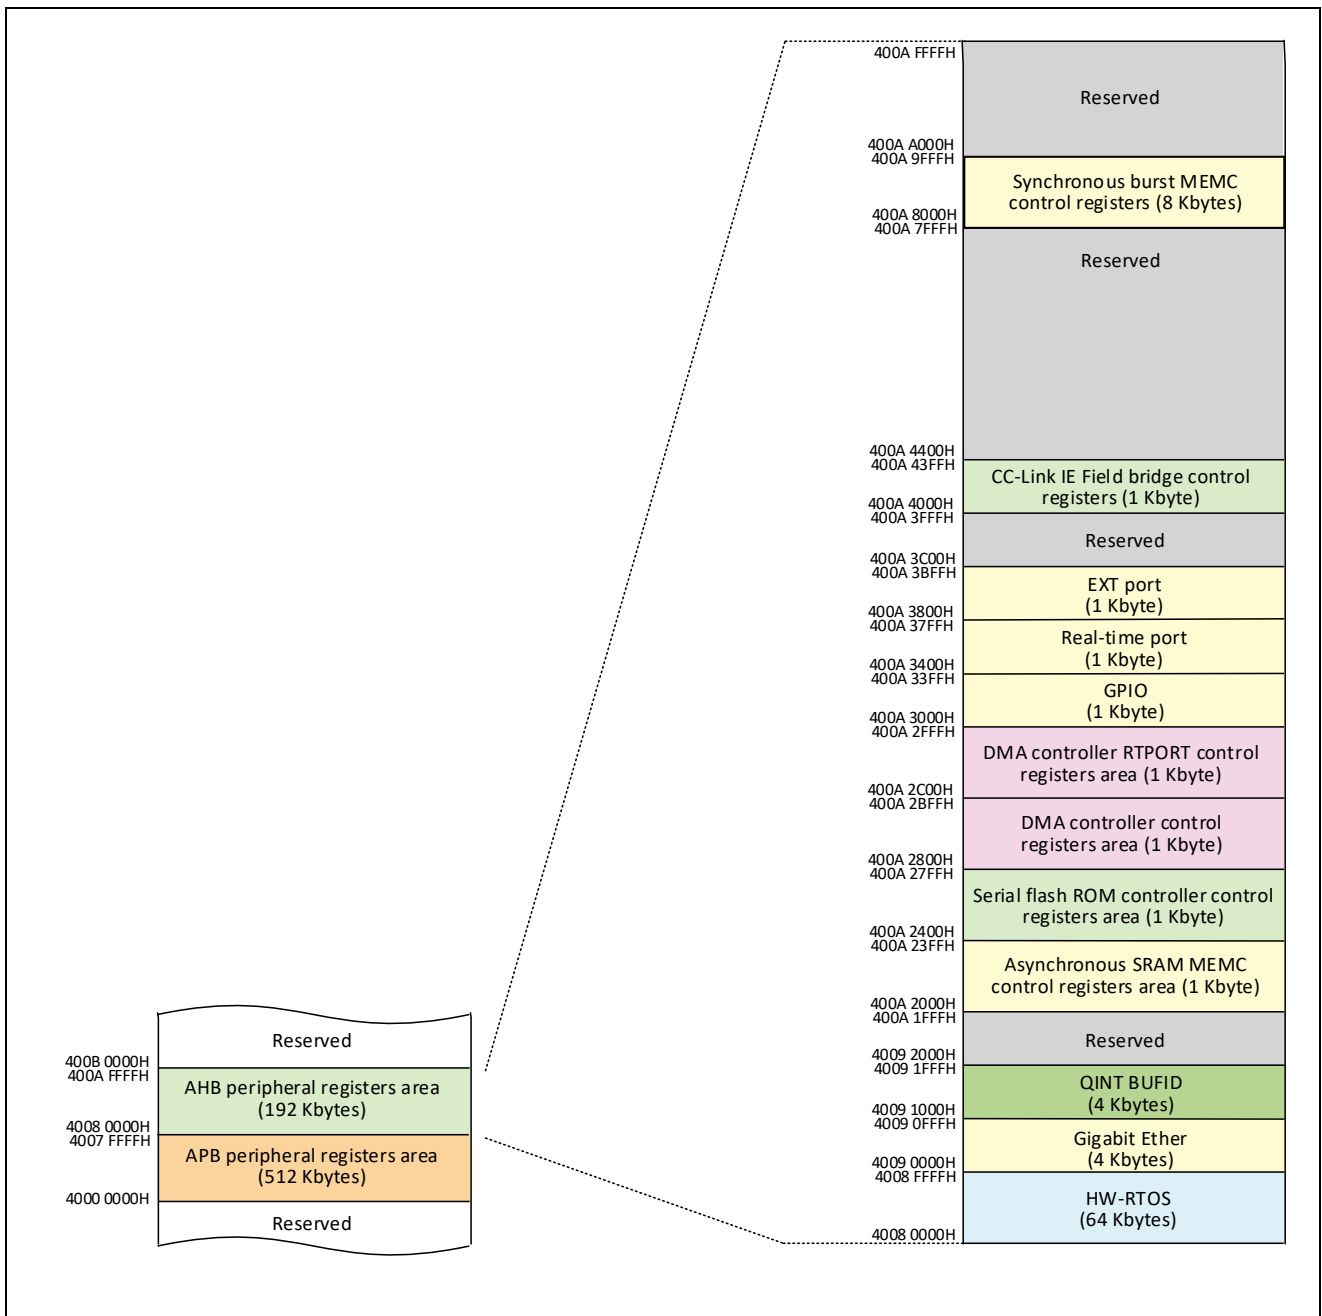 400A FFFFH
Reserved
400A A000H
400A 9FFFH
Synchronous burst MEMC
control registers (8 Kbytes)
400A 8000H
400A 7FFFH
Reserved
400A 4400H
400A 43FFH
CC-Link IE Field bridge control
registers (1 Kbyte)
400A 4000H
400A 3FFFH
Reserved
400A 3C00H
400A 3BFFH
EXT port
(1 Kbyte)
400A 3800H
400A 37FFH
Real-time port
(1 Kbyte)
400A 3400H
400A 33FFH
GPIO
(1 Kbyte)
400A 3000H
400A 2FFFH
DMA controller RTPORT control
registers area (1 Kbyte)
400A 2C00H
400A 2BFFH
DMA controller control
registers area (1 Kbyte)
400A 2800H
400A 27FFH
Serial flash ROM controller control
registers area (1 Kbyte)
400A 2400H
400A 23FFH
Asynchronous SRAM MEMC
control registers area (1 Kbyte)
400A 2000H
400A 1FFFH
Reserved
4009 2000H
4009 1FFFH
QINT BUFID
(4 Kbytes)
4009 1000H
4009 0FFFH
Gigabit Ether
(4 Kbytes)
4009 0000H
4008 FFFFH
HW-RTOS
(64 Kbytes)
4008 0000H
Reserved
400B 0000H
400A FFFFH
AHB peripheral registers area
(192 Kbytes)
4008 0000H
4007 FFFFH
APB peripheral registers area
(512 Kbytes)
4000 0000H
Reserved